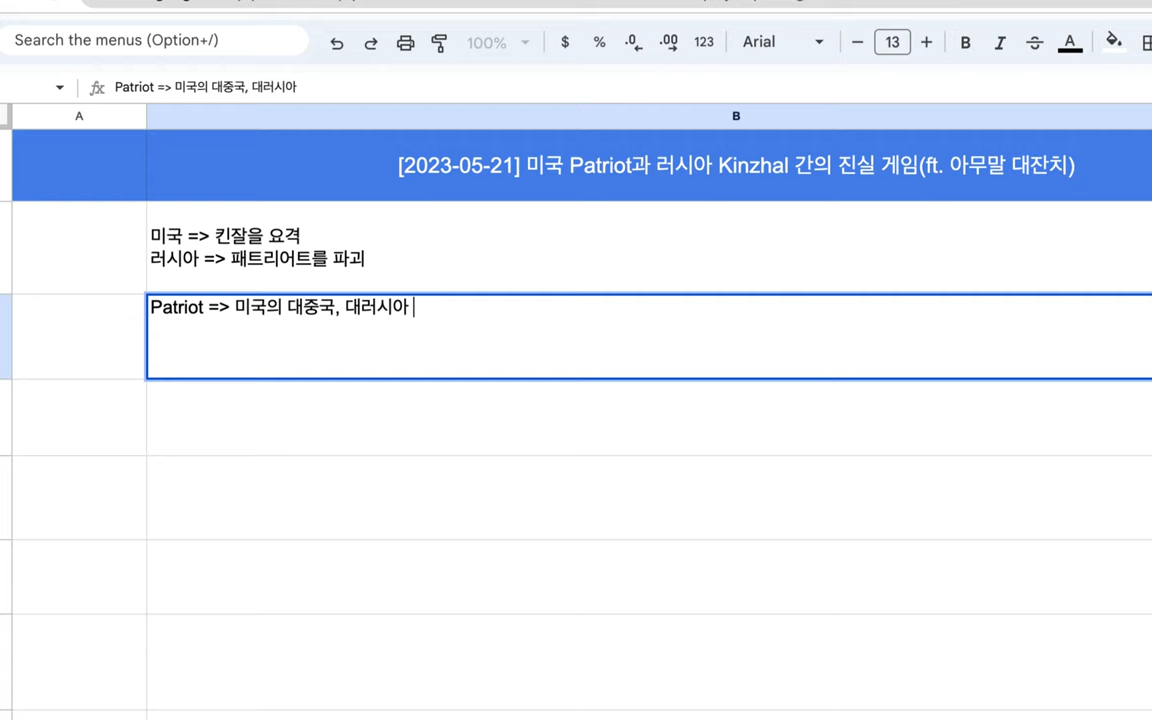 Search the menus (Option+/)
100%
$
%
.0
.00
123
Arial
13
B
I
A
fx
Patriot => 미국의 대중국, 대러시아
A
B
[2023-05-21] 미국 Patriot과 러시아 Kinzhal 간의 진실 게임(ft. 아무말 대잔치)
미국 => 킨잘을 요격
러시아 => 패트리어트를 파괴
Patriot => 미국의 대중국, 대러시아